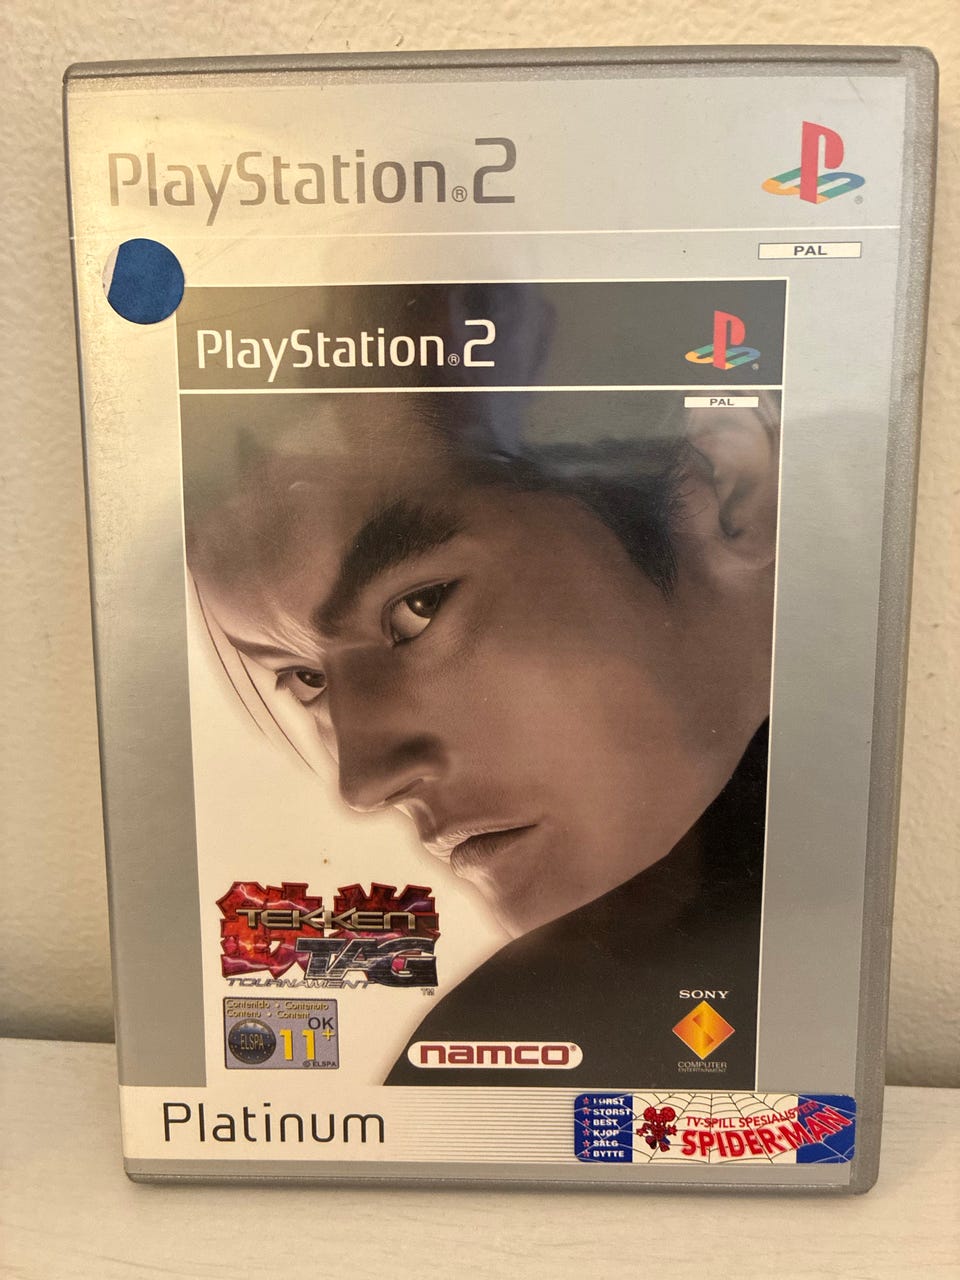 PlayStation®2
®
PAL
PlayStation®2
®
PAL
TEKKEN
TAG
TOURNAMENT™
Contenido • Contenuto
Contenu • Content
OK
ELSPA
11+
© ELSPA
namco®
SONY
COMPUTER
ENTERTAINMENT
Platinum
FØRST
STØRST
BEST
KJØP
SALG
BYTTE
TV-SPILL SPESIALISTEN
SPIDER-MAN